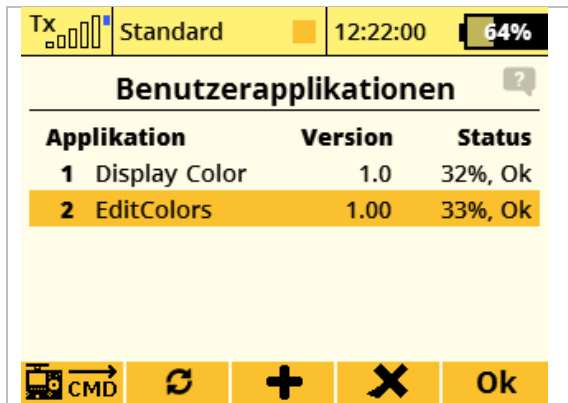 Tx Standard 12:22:00 64%
Benutzerapplikationen ?
Applikation Version Status
1 Display Color 1.0 32%, Ok
2 EditColors 1.00 33%, Ok
CMD Ok